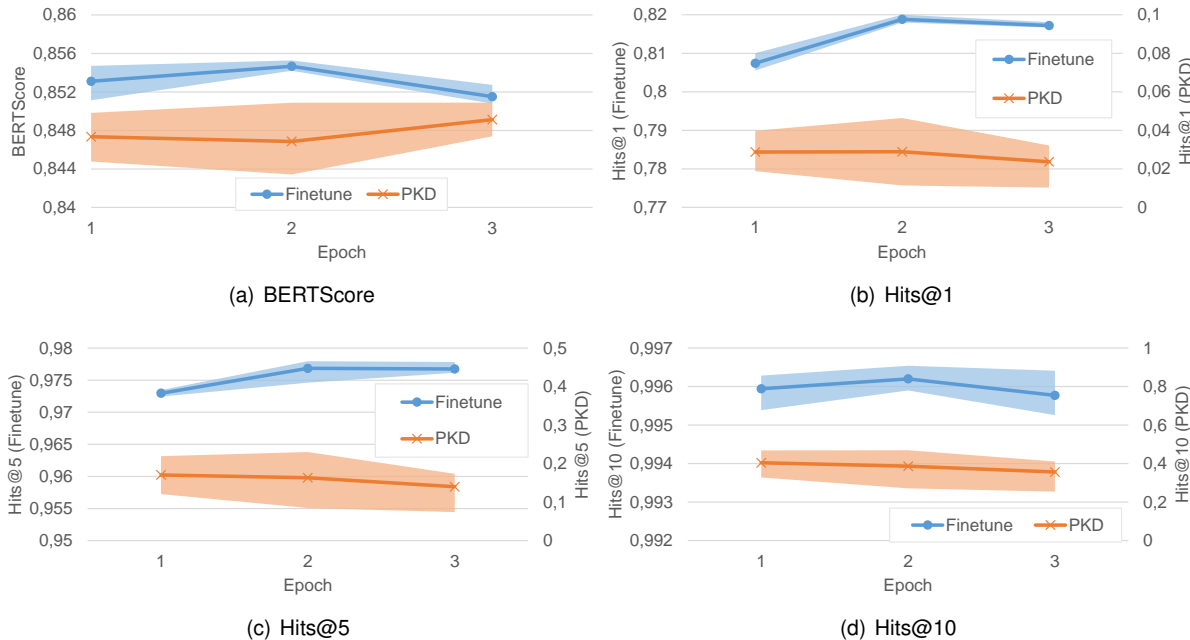 0,86
0,856
0,852
0,848
0,844
0,84
BERTScore
Finetune
PKD
1
2
3
Epoch
(a) BERTScore
0,82
0,81
0,8
0,79
0,78
0,77
Hits@1 (Finetune)
0,1
0,08
0,06
0,04
0,02
0
Hits@1 (PKD)
Finetune
PKD
1
2
3
Epoch
(b) Hits@1
0,98
0,975
0,97
0,965
0,96
0,955
0,95
Hits@5 (Finetune)
0,5
0,4
0,3
0,2
0,1
0
Hits@5 (PKD)
Finetune
PKD
1
2
3
Epoch
(c) Hits@5
0,997
0,996
0,995
0,994
0,993
0,992
Hits@10 (Finetune)
1
0,8
0,6
0,4
0,2
0
Hits@10 (PKD)
Finetune
PKD
1
2
3
Epoch
(d) Hits@10